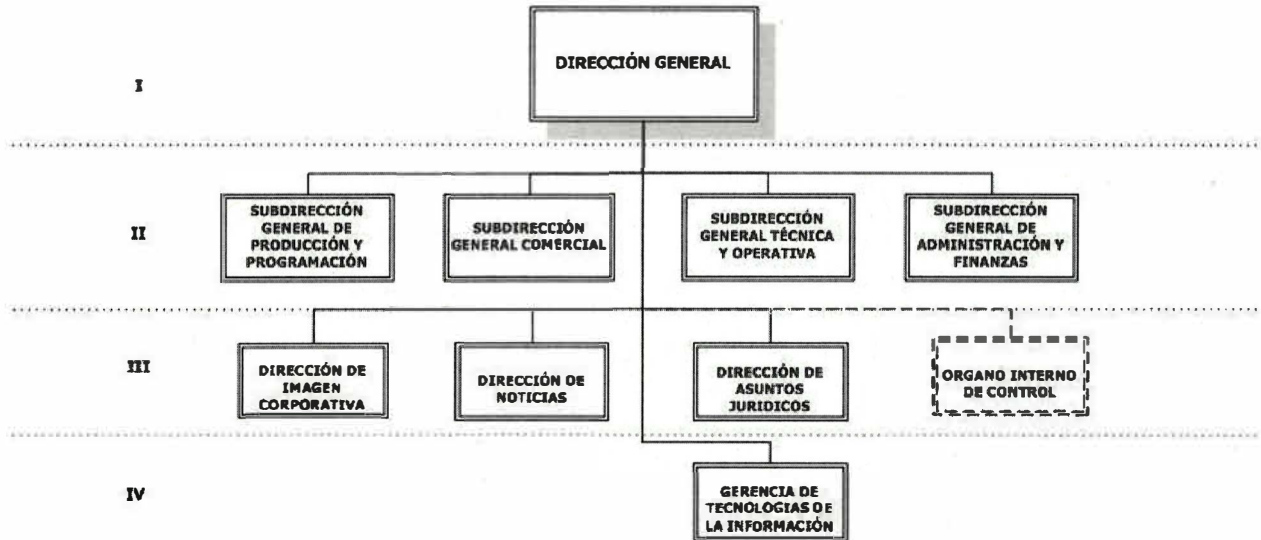 DIRECCIÓN GENERAL
I
II
SUBDIRECCIÓN
GENERAL DE
PRODUCCIÓN Y
PROGRAMACIÓN
SUBDIRECCIÓN
GENERAL COMERCIAL
SUBDIRECCIÓN
GENERAL TÉCNICA
Y OPERATIVA
SUBDIRECCIÓN
GENERAL DE
ADMINISTRACIÓN Y
FINANZAS
III
DIRECCIÓN DE
IMAGEN
CORPORATIVA
DIRECCIÓN DE
NOTICIAS
DIRECCIÓN DE
ASUNTOS
JURIDICOS
ORGANO INTERNO
DE CONTROL
IV
GERENCIA DE
TECNOLOGIAS DE
LA INFORMACIÓN